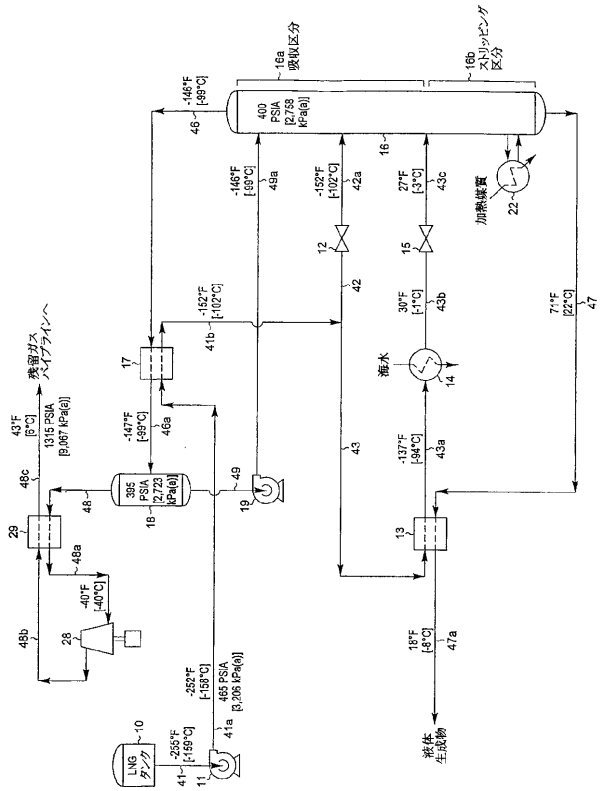 残留ガス
パイプラインへ
43°F
[6°C]
1315 PSIA
[9,067 kPa(a)]
48c
29
48
48a
48b
-40°F
[-40°C]
28
LNG
タンク
10
-255°F
[-159°C]
41
11
-252°F
[-158°C]
465 PSIA
[3,206 kPa(a)]
41a
395
PSIA
[2,723
kPa(a)]
18
49
19
-147°F
[-99°C]
46a
17
-152°F
[-102°C]
41b
-146°F
[-99°C]
46
-146°F
[-99°C]
49a
400
PSIA
[2,758
kPa(a)]
16
16a
吸収区分
16b
ストリッピング
区分
-152°F
[-102°C]
42a
12
42
27°F
[-3°C]
43c
15
30°F
[-1°C]
43b
海水
14
43
-137°F
[-94°C]
43a
13
加熱媒質
22
71°F
[22°C]
47
18°F
[-8°C]
47a
液体
生成物